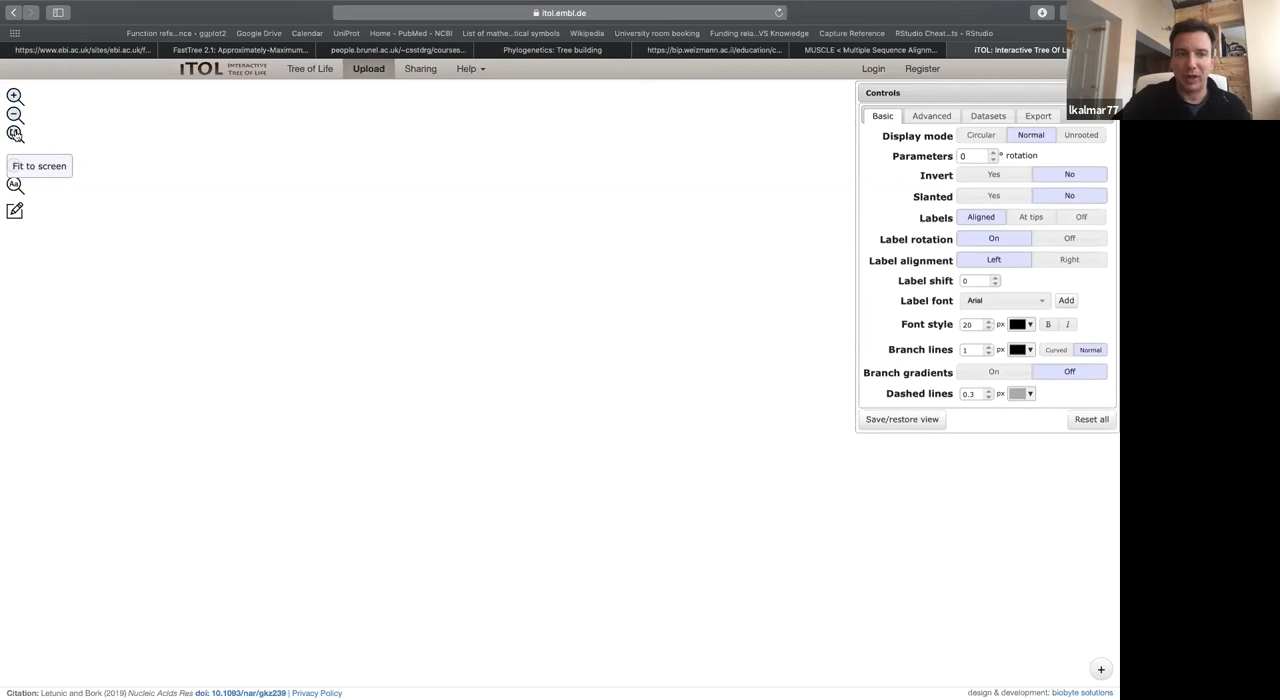 itol.embl.de
Function refe...nce - ggplot2 Google Drive Calendar UniProt Home - PubMed - NCBI List of mathe...tical symbols Wikipedia University room booking Funding rela...VS Knowledge Capture Reference RStudio Cheat...ts - RStudio
https://www.ebi.ac.uk/sites/ebi.ac.uk/f... FastTree 2.1: Approximately-Maximum... people.brunel.ac.uk/~csstdrg/courses... Phylogenetics: Tree building https://bip.weizmann.ac.il/education/c... MUSCLE < Multiple Sequence Alignm... iTOL: Interactive Tree Of L
iTOL INTERACTIVE TREE OF LIFE Tree of Life Upload Sharing Help Login Register
lkalmar77
Controls
Basic Advanced Datasets Export
Display mode Circular Normal Unrooted
Parameters 0 ° rotation
Fit to screen
Invert Yes No
Aa
Slanted Yes No
Labels Aligned At tips Off
Label rotation On Off
Label alignment Left Right
Label shift 0
Label font Arial Add
Font style 20 px B I
Branch lines 1 px Curved Normal
Branch gradients On Off
Dashed lines 0.3 px
Save/restore view Reset all
+
Citation: Letunic and Bork (2019) Nucleic Acids Res doi: 10.1093/nar/gkz239 | Privacy Policy design & development: biobyte solutions